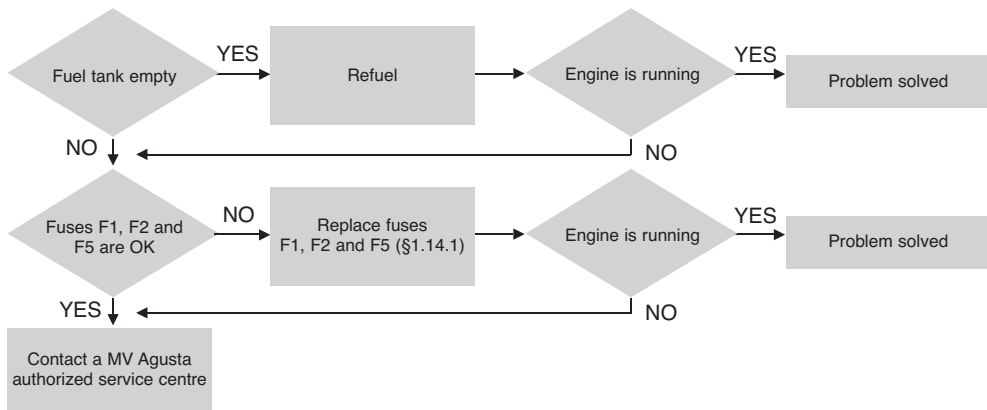 YES
YES
Fuel tank empty
Refuel
Engine is running
Problem solved
NO
NO
NO
YES
Fuses F1, F2 and
F5 are OK
Replace fuses
F1, F2 and F5 (§1.14.1)
Engine is running
Problem solved
YES
NO
Contact a MV Agusta
authorized service centre